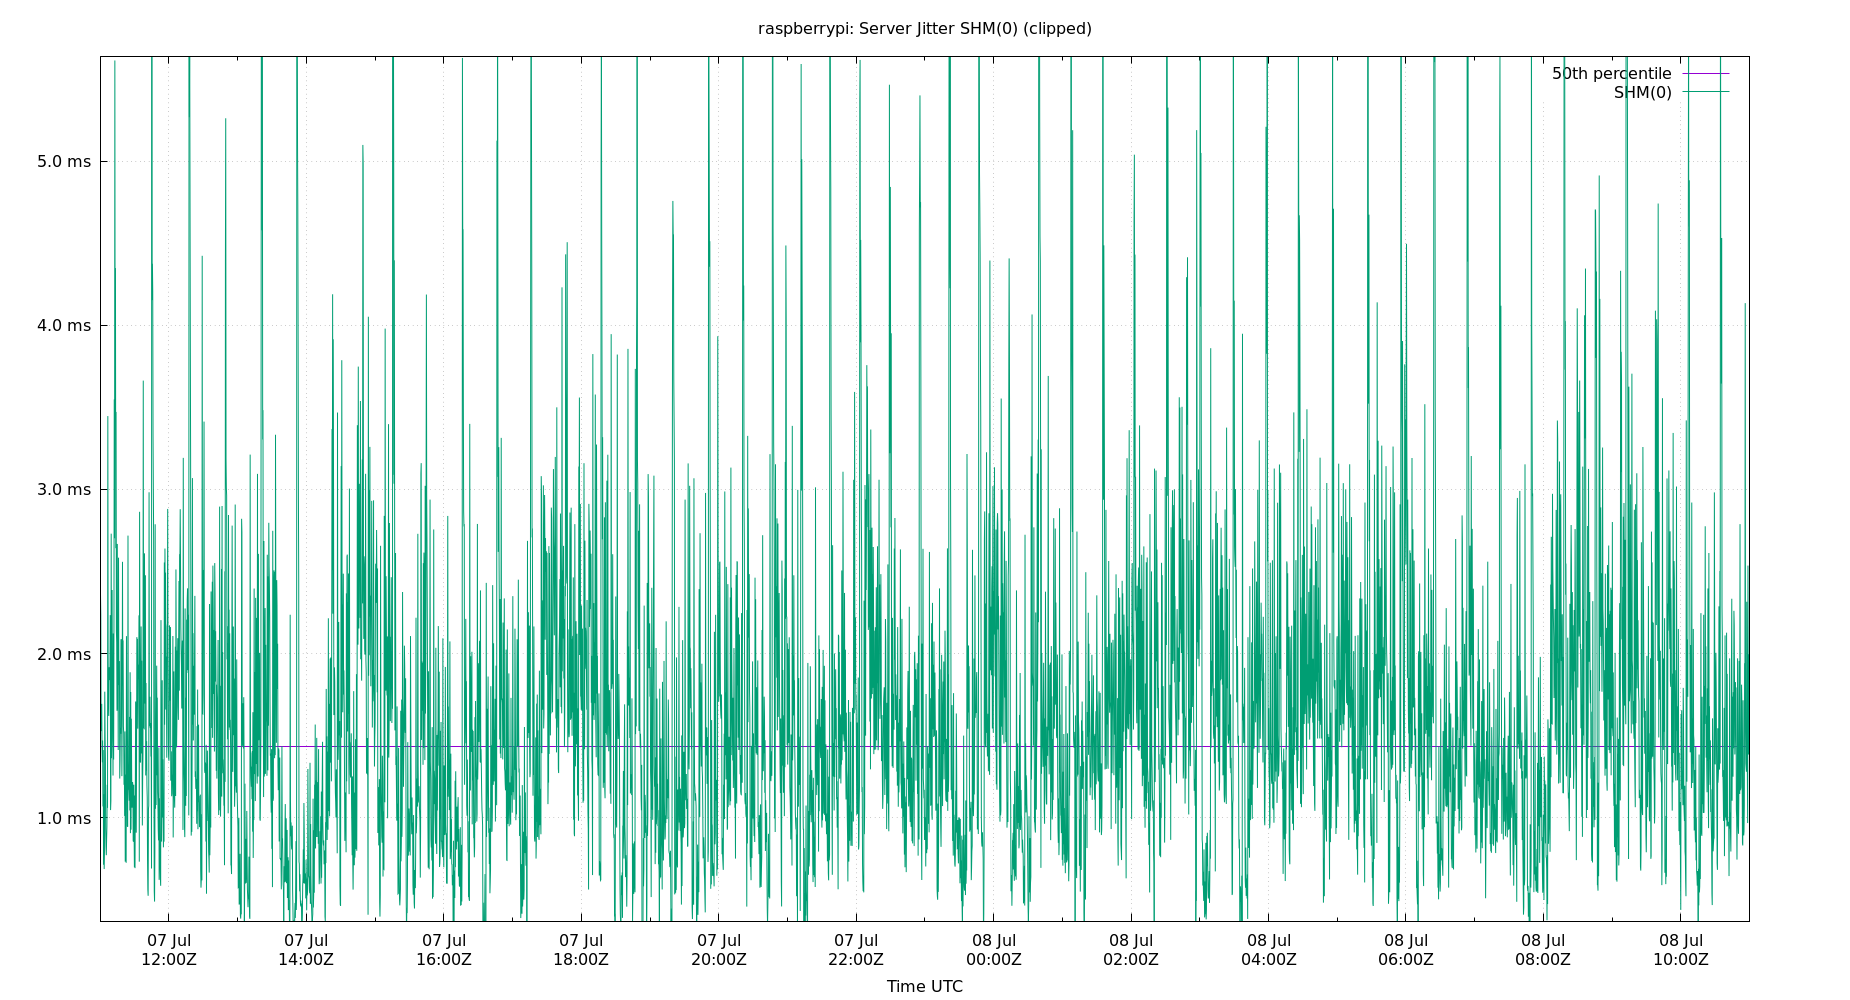 raspberrypi: Server Jitter SHM(0) (clipped)
50th percentile
SHM(0)
5.0 ms
4.0 ms
3.0 ms
2.0 ms
1.0 ms
07 Jul 07 Jul 07 Jul 07 Jul 07 Jul 07 Jul 08 Jul 08 Jul 08 Jul 08 Jul 08 Jul 08 Jul
12:00Z 14:00Z 16:00Z 18:00Z 20:00Z 22:00Z 00:00Z 02:00Z 04:00Z 06:00Z 08:00Z 10:00Z
Time UTC